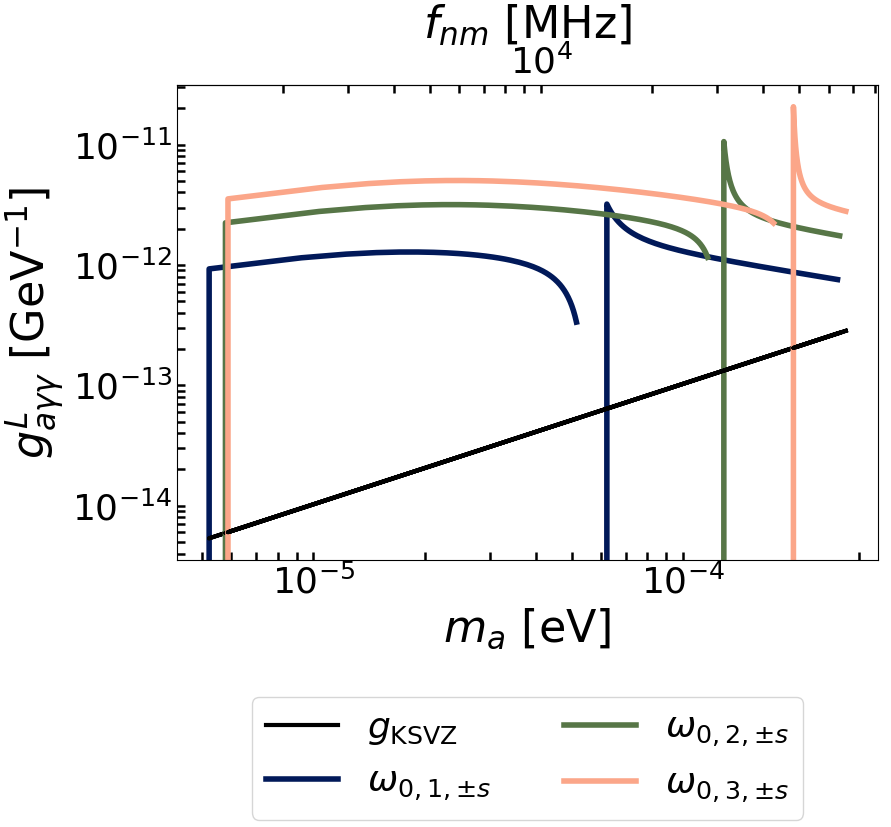 f_{nm} [MHz]
10^4
10^{-11}
10^{-12}
10^{-13}
10^{-14}
g^L_{aγγ} [GeV^{-1}]
10^{-5} 10^{-4}
m_a [eV]
g_{KSVZ} ω_{0,2,±s}
ω_{0,1,±s} ω_{0,3,±s}